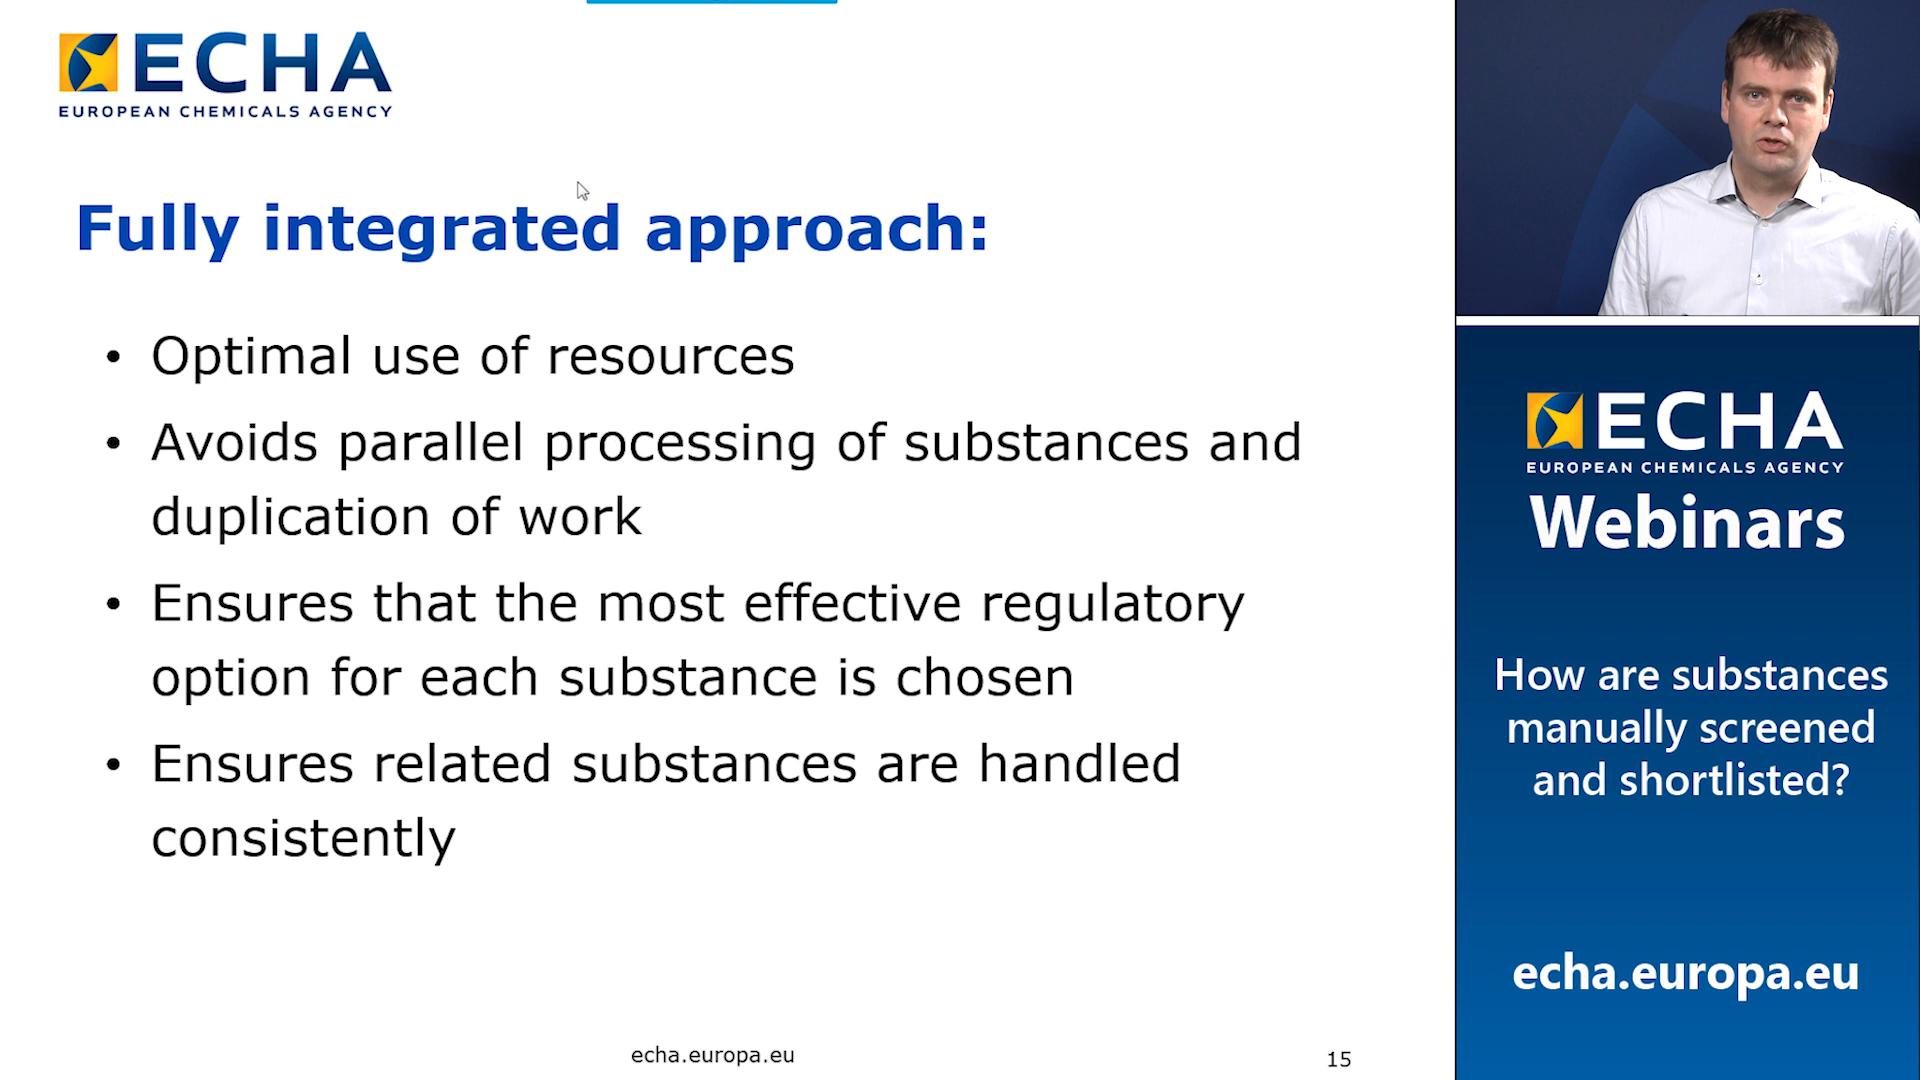 ECHA
EUROPEAN CHEMICALS AGENCY
Fully integrated approach:
• Optimal use of resources
• Avoids parallel processing of substances and
duplication of work
• Ensures that the most effective regulatory
option for each substance is chosen
• Ensures related substances are handled
consistently
echa.europa.eu
15
ECHA
EUROPEAN CHEMICALS AGENCY
Webinars
How are substances
manually screened
and shortlisted?
echa.europa.eu